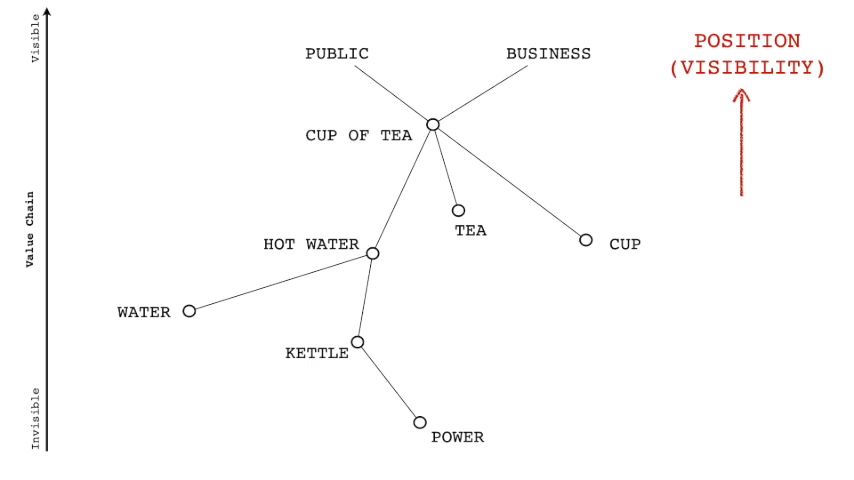 Visible
PUBLIC
BUSINESS
POSITION
(VISIBILITY)
CUP OF TEA
TEA
HOT WATER
CUP
Value Chain
WATER
KETTLE
Invisible
POWER